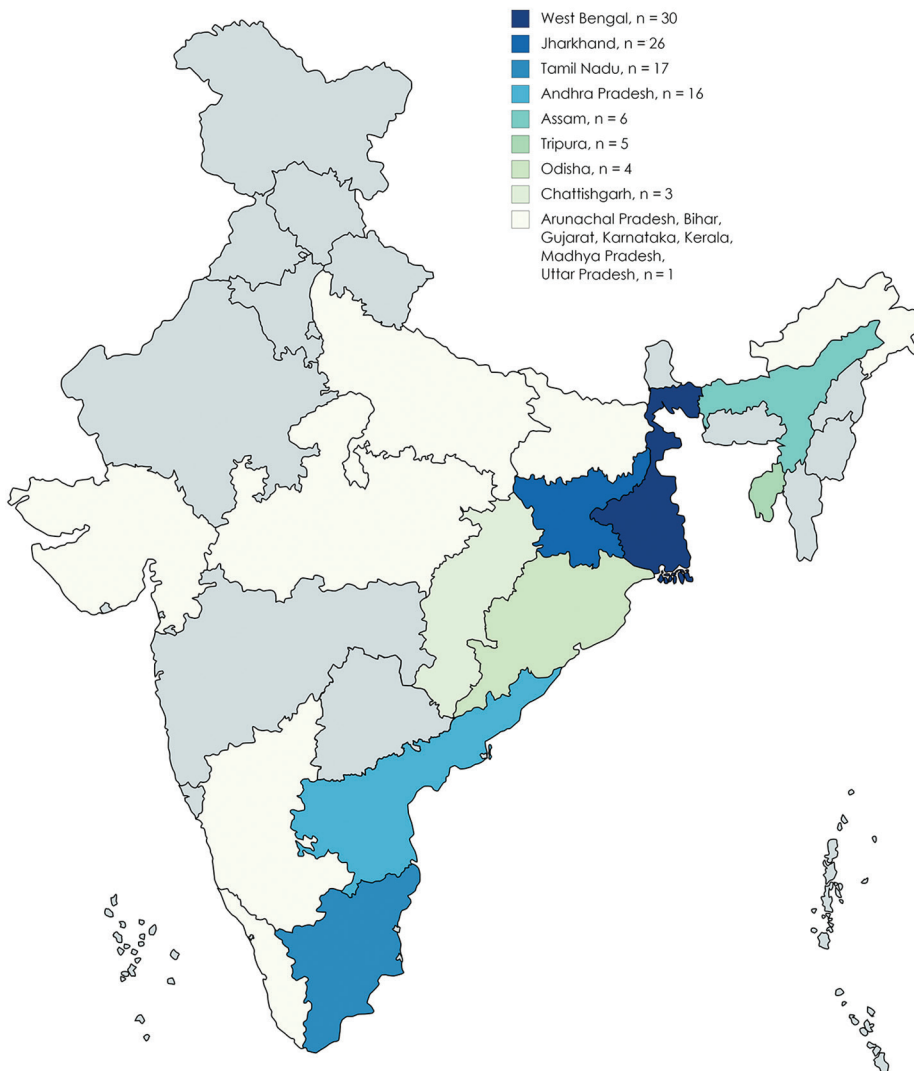 West Bengal, n = 30
Jharkhand, n = 26
Tamil Nadu, n = 17
Andhra Pradesh, n = 16
Assam, n = 6
Tripura, n = 5
Odisha, n = 4
Chattishgarh, n = 3
Arunachal Pradesh, Bihar,
Gujarat, Karnataka, Kerala,
Madhya Pradesh,
Uttar Pradesh, n = 1